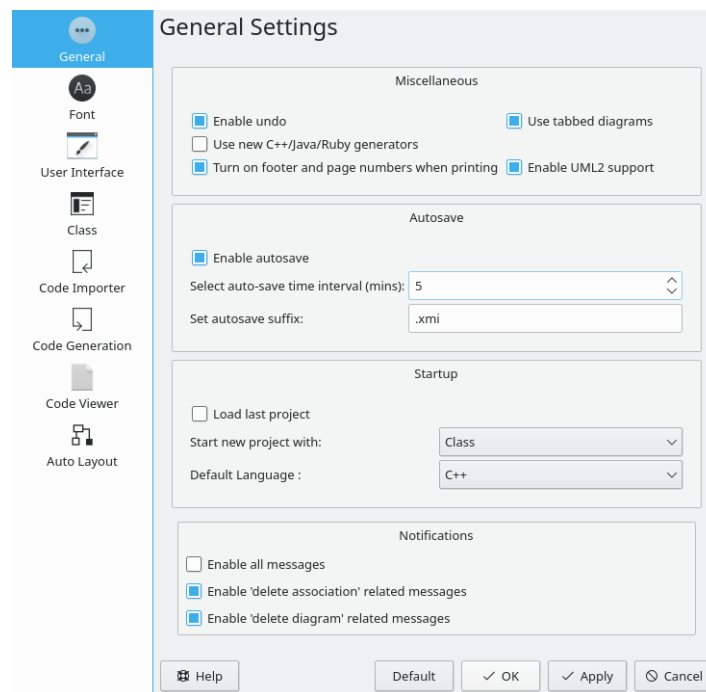 General
Aa
Font
User Interface
Class
Code Importer
Code Generation
Code Viewer
Auto Layout
General Settings
Miscellaneous
Enable undo Use tabbed diagrams
Use new C++/Java/Ruby generators
Turn on footer and page numbers when printing Enable UML2 support
Autosave
Enable autosave
Select auto-save time interval (mins): 5
Set autosave suffix: .xmi
Startup
Load last project
Start new project with: Class
Default Language : C++
Notifications
Enable all messages
Enable 'delete association' related messages
Enable 'delete diagram' related messages
Help Default OK Apply Cancel